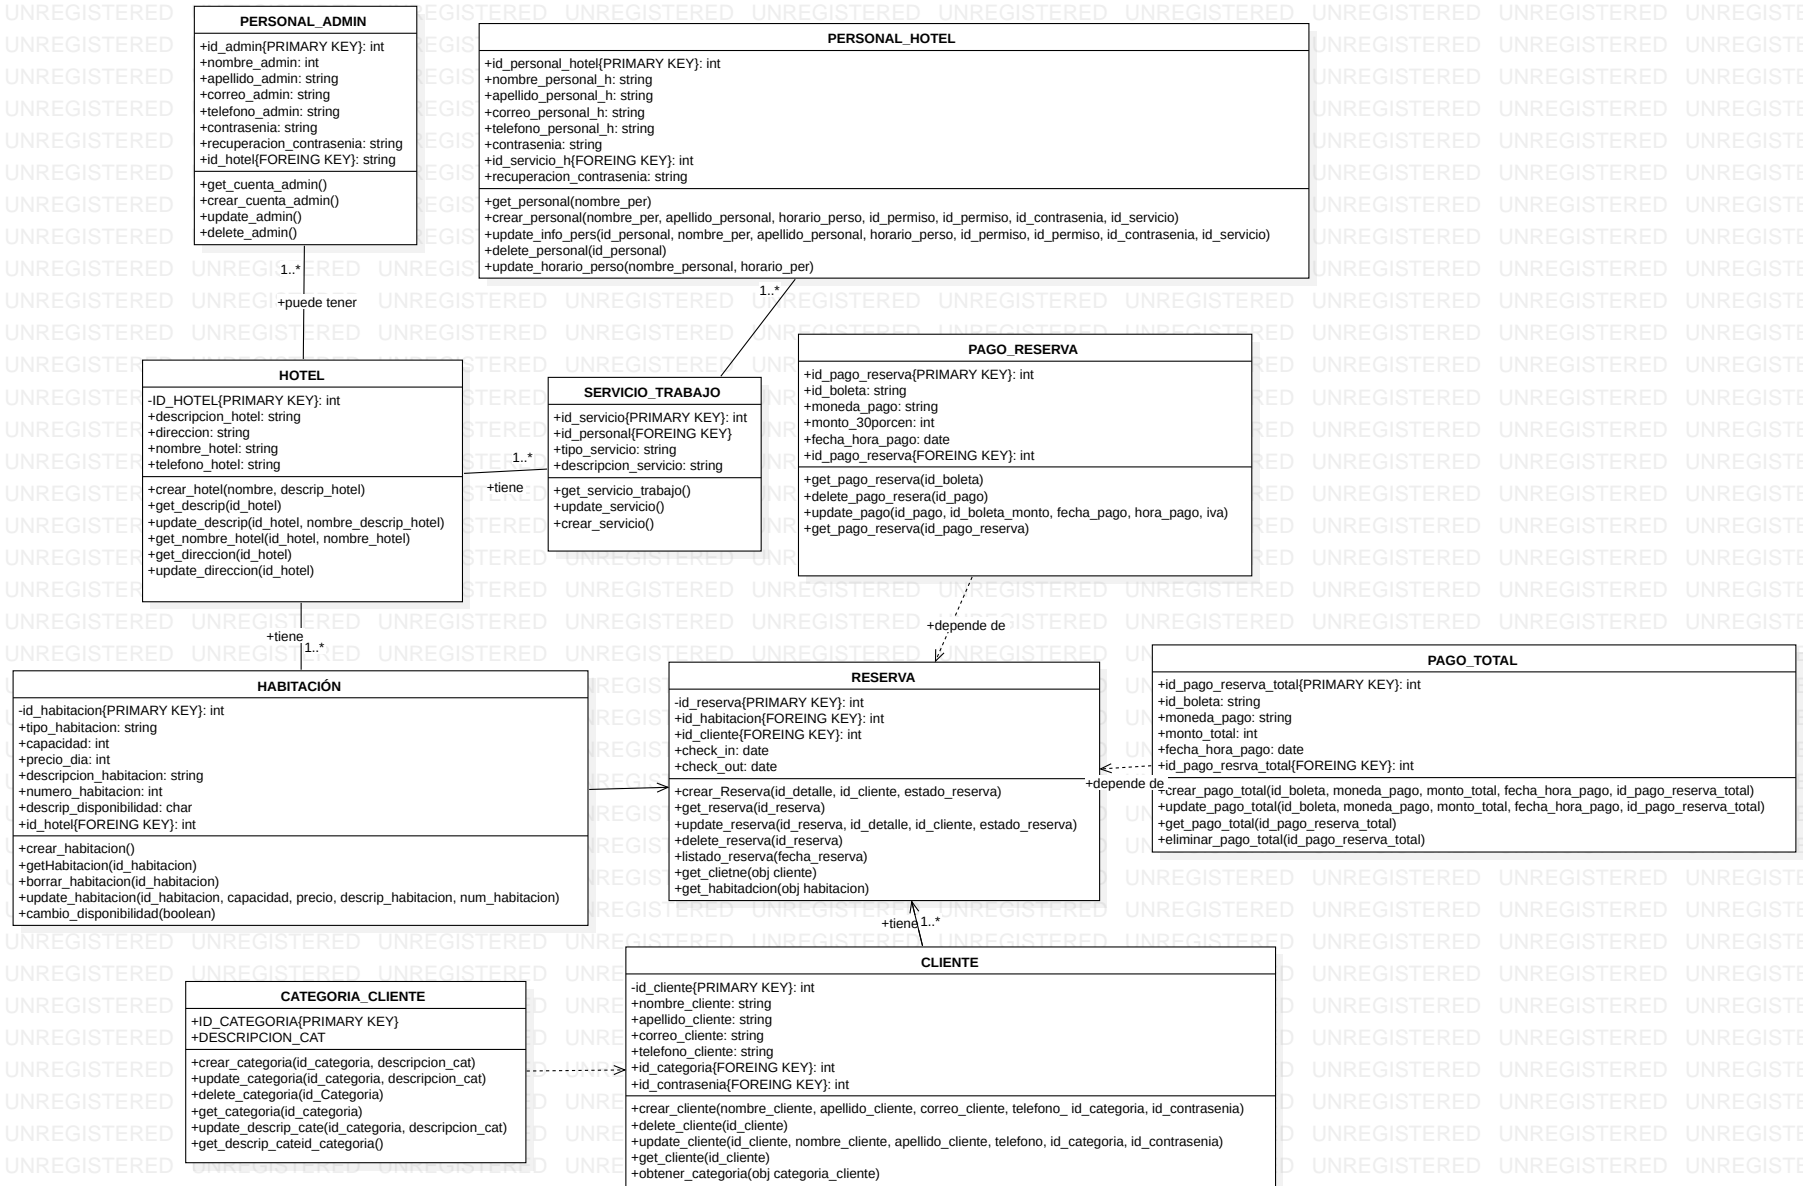 PERSONAL_ADMIN
+id_admin{PRIMARY KEY}: int
+nombre_admin: int
+apellido_admin: string
+correo_admin: string
+telefono_admin: string
+contrasenia: string
+recuperacion_contrasenia: string
+id_hotel{FOREING KEY}: string
+get_cuenta_admin()
+crear_cuenta_admin()
+update_admin()
+delete_admin()
PERSONAL_HOTEL
+id_personal_hotel{PRIMARY KEY}: int
+nombre_personal_h: string
+apellido_personal_h: string
+correo_personal_h: string
+telefono_personal_h: string
+contrasenia: string
+id_servicio_h{FOREING KEY}: int
+recuperacion_contrasenia: string
+get_personal(nombre_per)
+crear_personal(nombre_per, apellido_personal, horario_perso, id_permiso, id_permiso, id_contrasenia, id_servicio)
+update_info_pers(id_personal, nombre_per, apellido_personal, horario_perso, id_permiso, id_permiso, id_contrasenia, id_servicio)
+delete_personal(id_personal)
+update_horario_perso(nombre_personal, horario_per)
1..*
+puede tener
1..*
HOTEL
-ID_HOTEL{PRIMARY KEY}: int
+descripcion_hotel: string
+direccion: string
+nombre_hotel: string
+telefono_hotel: string
+crear_hotel(nombre, descrip_hotel)
+get_descrip(id_hotel)
+update_descrip(id_hotel, nombre_descrip_hotel)
+get_nombre_hotel(id_hotel, nombre_hotel)
+get_direccion(id_hotel)
+update_direccion(id_hotel)
1..*
+tiene
SERVICIO_TRABAJO
+id_servicio{PRIMARY KEY}: int
+id_personal{FOREING KEY}
+tipo_servicio: string
+descripcion_servicio: string
+get_servicio_trabajo()
+update_servicio()
+crear_servicio()
PAGO_RESERVA
+id_pago_reserva{PRIMARY KEY}: int
+id_boleta: string
+moneda_pago: string
+monto_30porcen: int
+fecha_hora_pago: date
+id_pago_reserva{FOREING KEY}: int
+get_pago_reserva(id_boleta)
+delete_pago_resera(id_pago)
+update_pago(id_pago, id_boleta_monto, fecha_pago, hora_pago, iva)
+get_pago_reserva(id_pago_reserva)
+tiene
1..*
+depende de
HABITACIÓN
-id_habitacion{PRIMARY KEY}: int
+tipo_habitacion: string
+capacidad: int
+precio_dia: int
+descripcion_habitacion: string
+numero_habitacion: int
+descrip_disponibilidad: char
+id_hotel{FOREING KEY}: int
+crear_habitacion()
+getHabitacion(id_habitacion)
+borrar_habitacion(id_habitacion)
+update_habitacion(id_habitacion, capacidad, precio, descrip_habitacion, num_habitacion)
+cambio_disponibilidad(boolean)
RESERVA
-id_reserva{PRIMARY KEY}: int
+id_habitacion{FOREING KEY}: int
+id_cliente{FOREING KEY}: int
+check_in: date
+check_out: date
+crear_Reserva(id_detalle, id_cliente, estado_reserva)
+get_reserva(id_reserva)
+update_reserva(id_reserva, id_detalle, id_cliente, estado_reserva)
+delete_reserva(id_reserva)
+listado_reserva(fecha_reserva)
+get_clietne(obj cliente)
+get_habitadcion(obj habitacion)
+depende de
PAGO_TOTAL
+id_pago_reserva_total{PRIMARY KEY}: int
+id_boleta: string
+moneda_pago: string
+monto_total: int
+fecha_hora_pago: date
+id_pago_resrva_total{FOREING KEY}: int
+crear_pago_total(id_boleta, moneda_pago, monto_total, fecha_hora_pago, id_pago_reserva_total)
+update_pago_total(id_boleta, moneda_pago, monto_total, fecha_hora_pago, id_pago_reserva_total)
+get_pago_total(id_pago_reserva_total)
+eliminar_pago_total(id_pago_reserva_total)
+tiene
1..*
CATEGORIA_CLIENTE
+ID_CATEGORIA{PRIMARY KEY}
+DESCRIPCION_CAT
+crear_categoria(id_categoria, descripcion_cat)
+update_categoria(id_categoria, descripcion_cat)
+delete_categoria(id_Categoria)
+get_categoria(id_categoria)
+update_descrip_cate(id_categoria, descripcion_cat)
+get_descrip_cateid_categoria()
CLIENTE
-id_cliente{PRIMARY KEY}: int
+nombre_cliente: string
+apellido_cliente: string
+correo_cliente: string
+telefono_cliente: string
+id_categoria{FOREING KEY}: int
+id_contrasenia{FOREING KEY}: int
+crear_cliente(nombre_cliente, apellido_cliente, correo_cliente, telefono_ id_categoria, id_contrasenia)
+delete_cliente(id_cliente)
+update_cliente(id_cliente, nombre_cliente, apellido_cliente, telefono, id_categoria, id_contrasenia)
+get_cliente(id_cliente)
+obtener_categoria(obj categoria_cliente)
UNREGISTERED